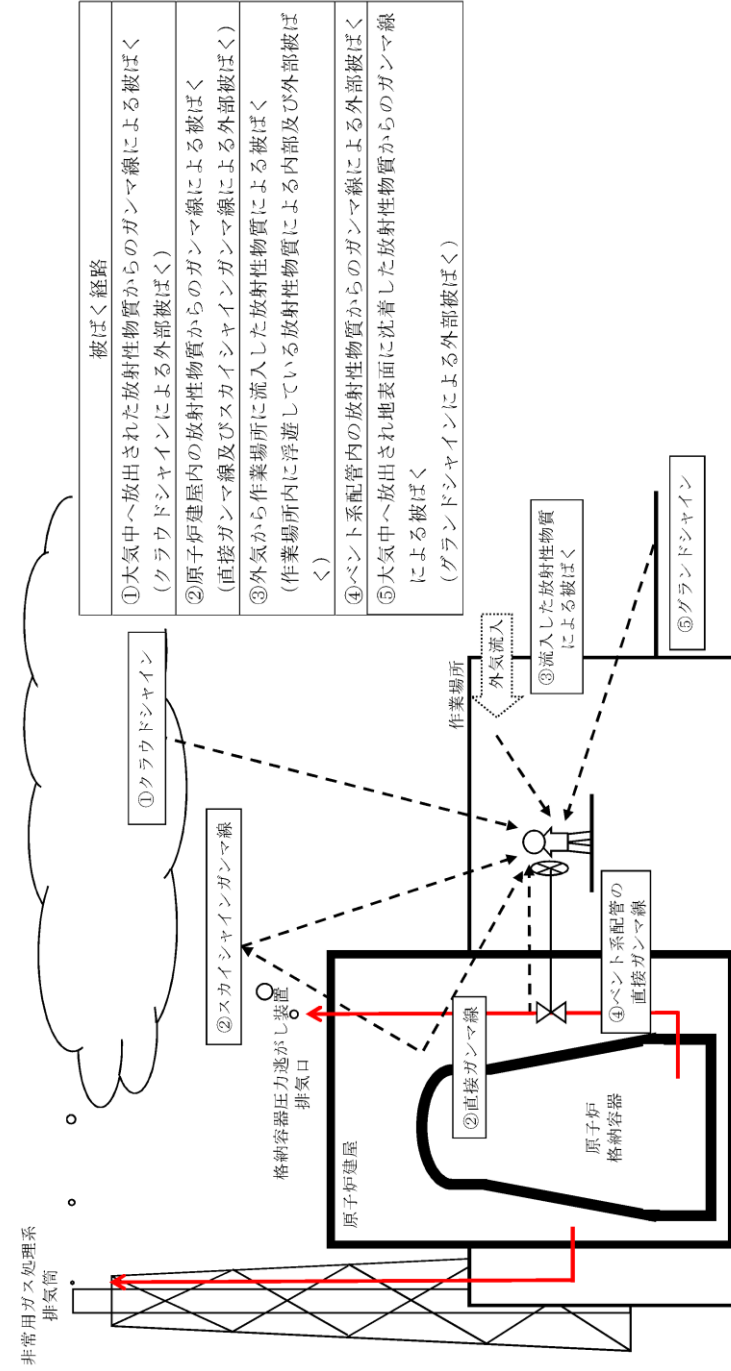 被ばく経路
①大気中へ放出された放射性物質からのガンマ線による被ばく
(クラウドシャインによる外部被ばく)
②原子炉建屋内の放射性物質からのガンマ線による被ばく
(直接ガンマ線及びスカイシャインガンマ線による外部被ばく)
③外気から作業場所に流入した放射性物質による被ばく
(作業場所内に浮遊している放射性物質による内部及び外部被ば
く)
④ベント系配管内の放射性物質からのガンマ線による外部被ばく
⑤大気中へ放出され地表面に沈着した放射性物質からのガンマ線
による被ばく
(グランドシャインによる外部被ばく)
非常用ガス処理系
排気筒
①クラウドシャイン
②スカイシャインガンマ線
格納容器圧力逃がし装置
排気口
原子炉建屋
②直接ガンマ線
原子炉
格納容器
④ベント系配管の
直接ガンマ線
作業場所
外気流入
③流入した放射性物質
による被ばく
⑤グランドシャイン